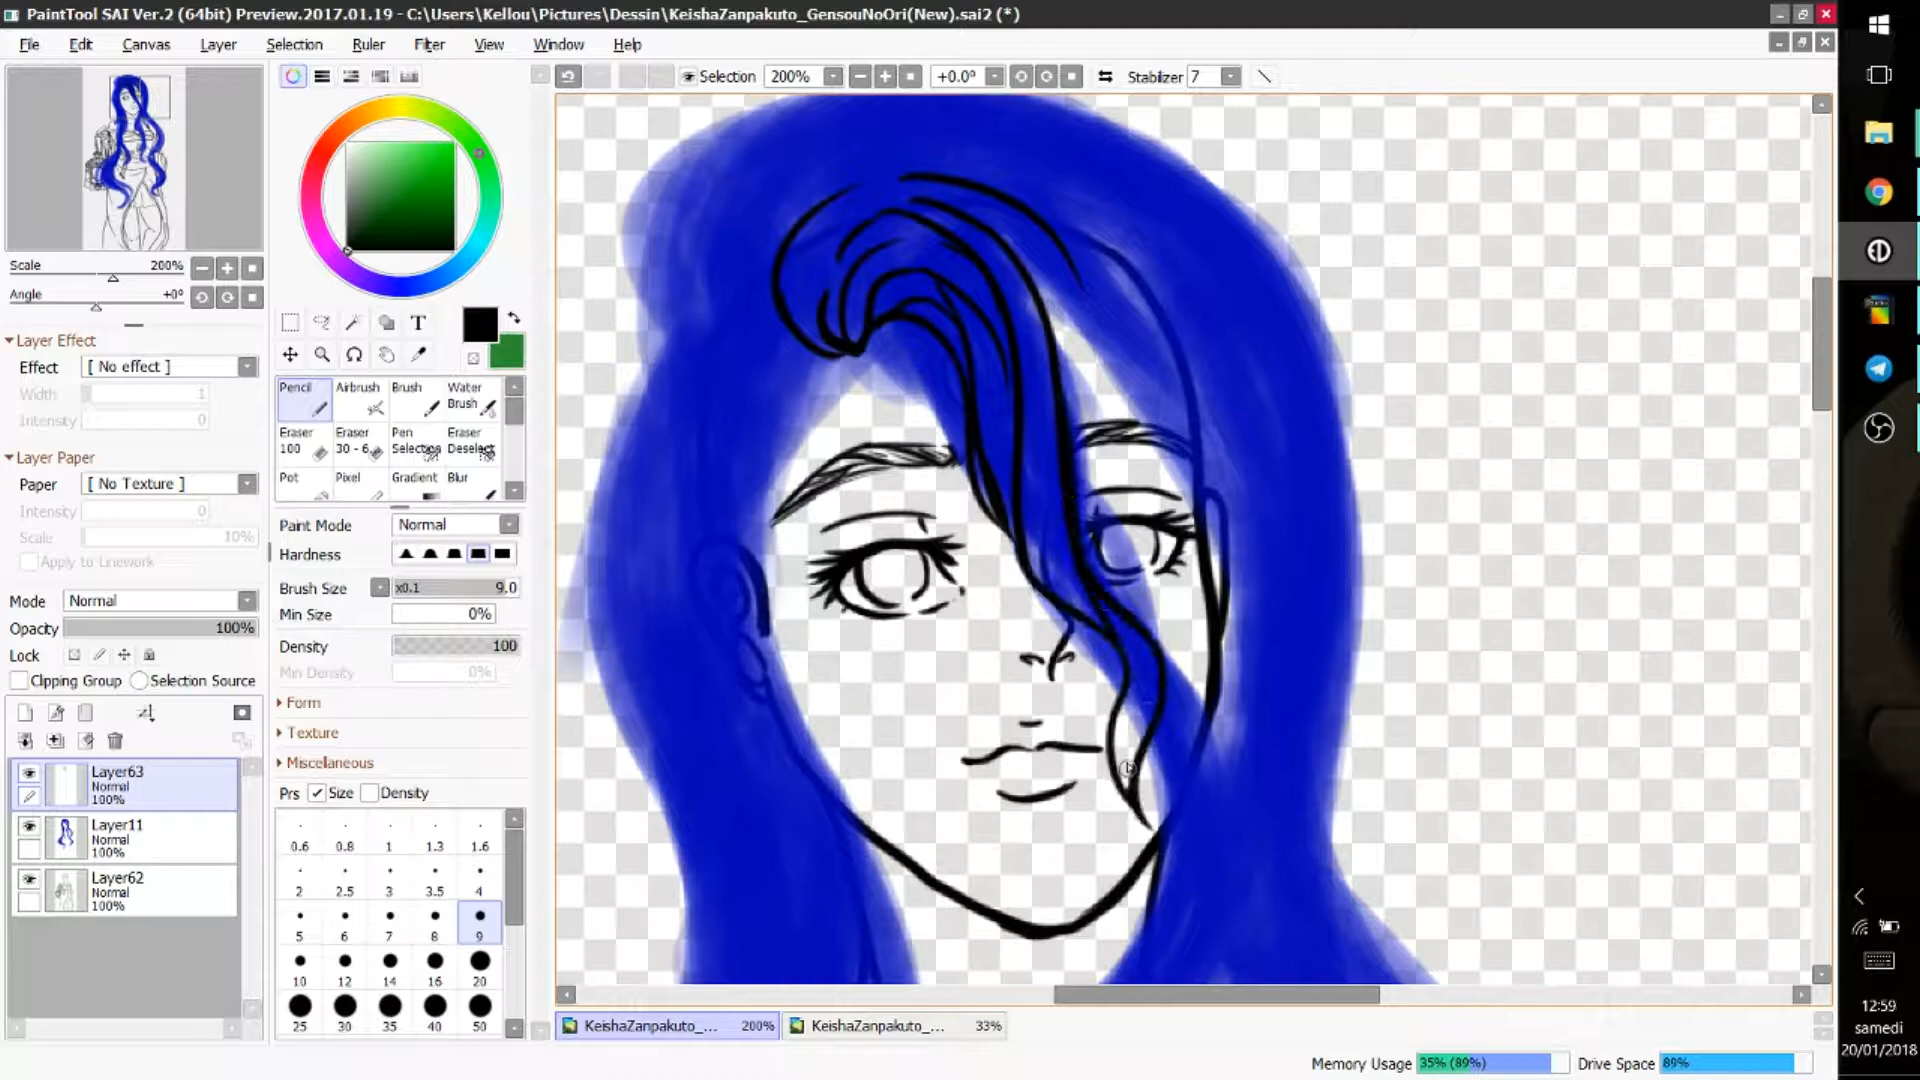 PaintTool SAI Ver.2 (64bit) Preview.2017.01.19 - C:\Users\Kellou\Pictures\Dessin\KeishaZanpakuto_GensouNoOri(New).sai2 (*)
File Edit Canvas Layer Selection Ruler Filter View Window Help
Selection 200% +0.0° Stabilizer 7
Scale 200%
Angle +0°
Layer Effect
Effect [ No effect ]
Width 1
Intensity 0
Layer Paper
Paper [ No Texture ]
Intensity 0
Scale 10%
Apply to Linework
Mode Normal
Opacity 100%
Lock
Clipping Group Selection Source
Layer63
Normal
100%
Layer11
Normal
100%
Layer62
Normal
100%
T
Pencil Airbrush Brush Water Brush
Eraser 100 Eraser 30 - 6 Pen Selection Eraser Deselect
Pot Pixel Gradient Blur
Paint Mode Normal
Hardness
Brush Size x0.1 9.0
Min Size 0%
Density 100
Min Density 0%
Form
Texture
Miscellaneous
Prs Size Density
0.6 0.8 1 1.3 1.6
2 2.5 3 3.5 4
5 6 7 8 9
10 12 14 16 20
25 30 35 40 50
KeishaZanpakuto_... 200% KeishaZanpakuto_... 33%
Memory Usage 35% (89%) Drive Space 89%
12:59
samedi
20/01/2018